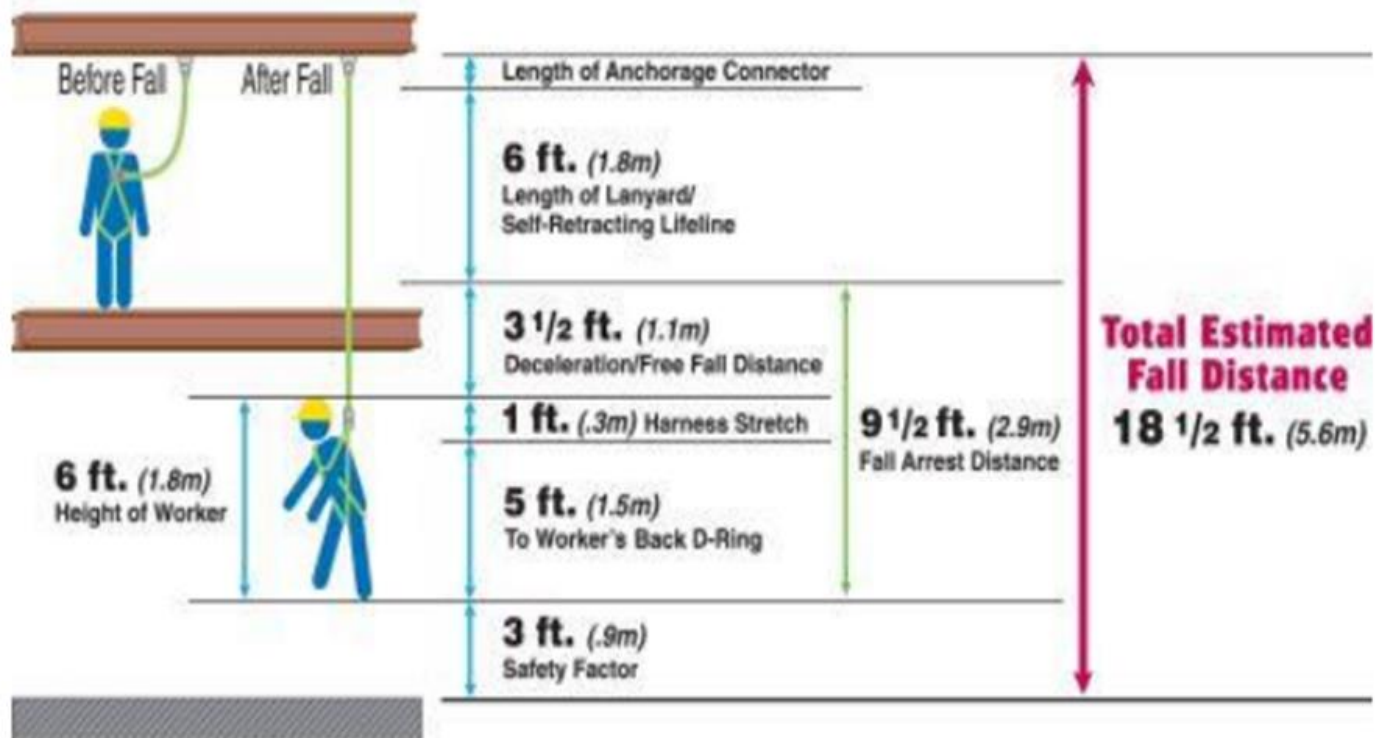 Before Fall
After Fall
Length of Anchorage Connector
6 ft. (1.8m)
Length of Lanyard/
Self-Retracting Lifeline
3 1/2 ft. (1.1m)
Deceleration/Free Fall Distance
1 ft. (.3m) Harness Stretch
5 ft. (1.5m)
To Worker's Back D-Ring
3 ft. (.9m)
Safety Factor
6 ft. (1.8m)
Height of Worker
9 1/2 ft. (2.9m)
Fall Arrest Distance
Total Estimated
Fall Distance
18 1/2 ft. (5.6m)